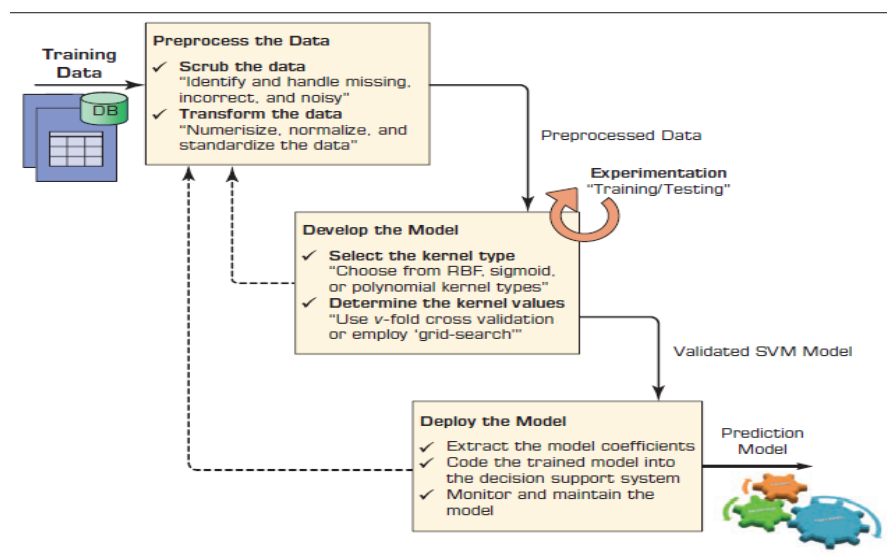 Training
Data
DB
Preprocess the Data
✓ Scrub the data
“Identify and handle missing,
incorrect, and noisy”
✓ Transform the data
“Numerisize, normalize, and
standardize the data”
Preprocessed Data
Experimentation
“Training/Testing”
Develop the Model
✓ Select the kernel type
“Choose from RBF, sigmoid,
or polynomial kernel types”
✓ Determine the kernel values
“Use v-fold cross validation
or employ ‘grid-search’”
Validated SVM Model
Deploy the Model
✓ Extract the model coefficients
✓ Code the trained model into
the decision support system
✓ Monitor and maintain the
model
Prediction
Model